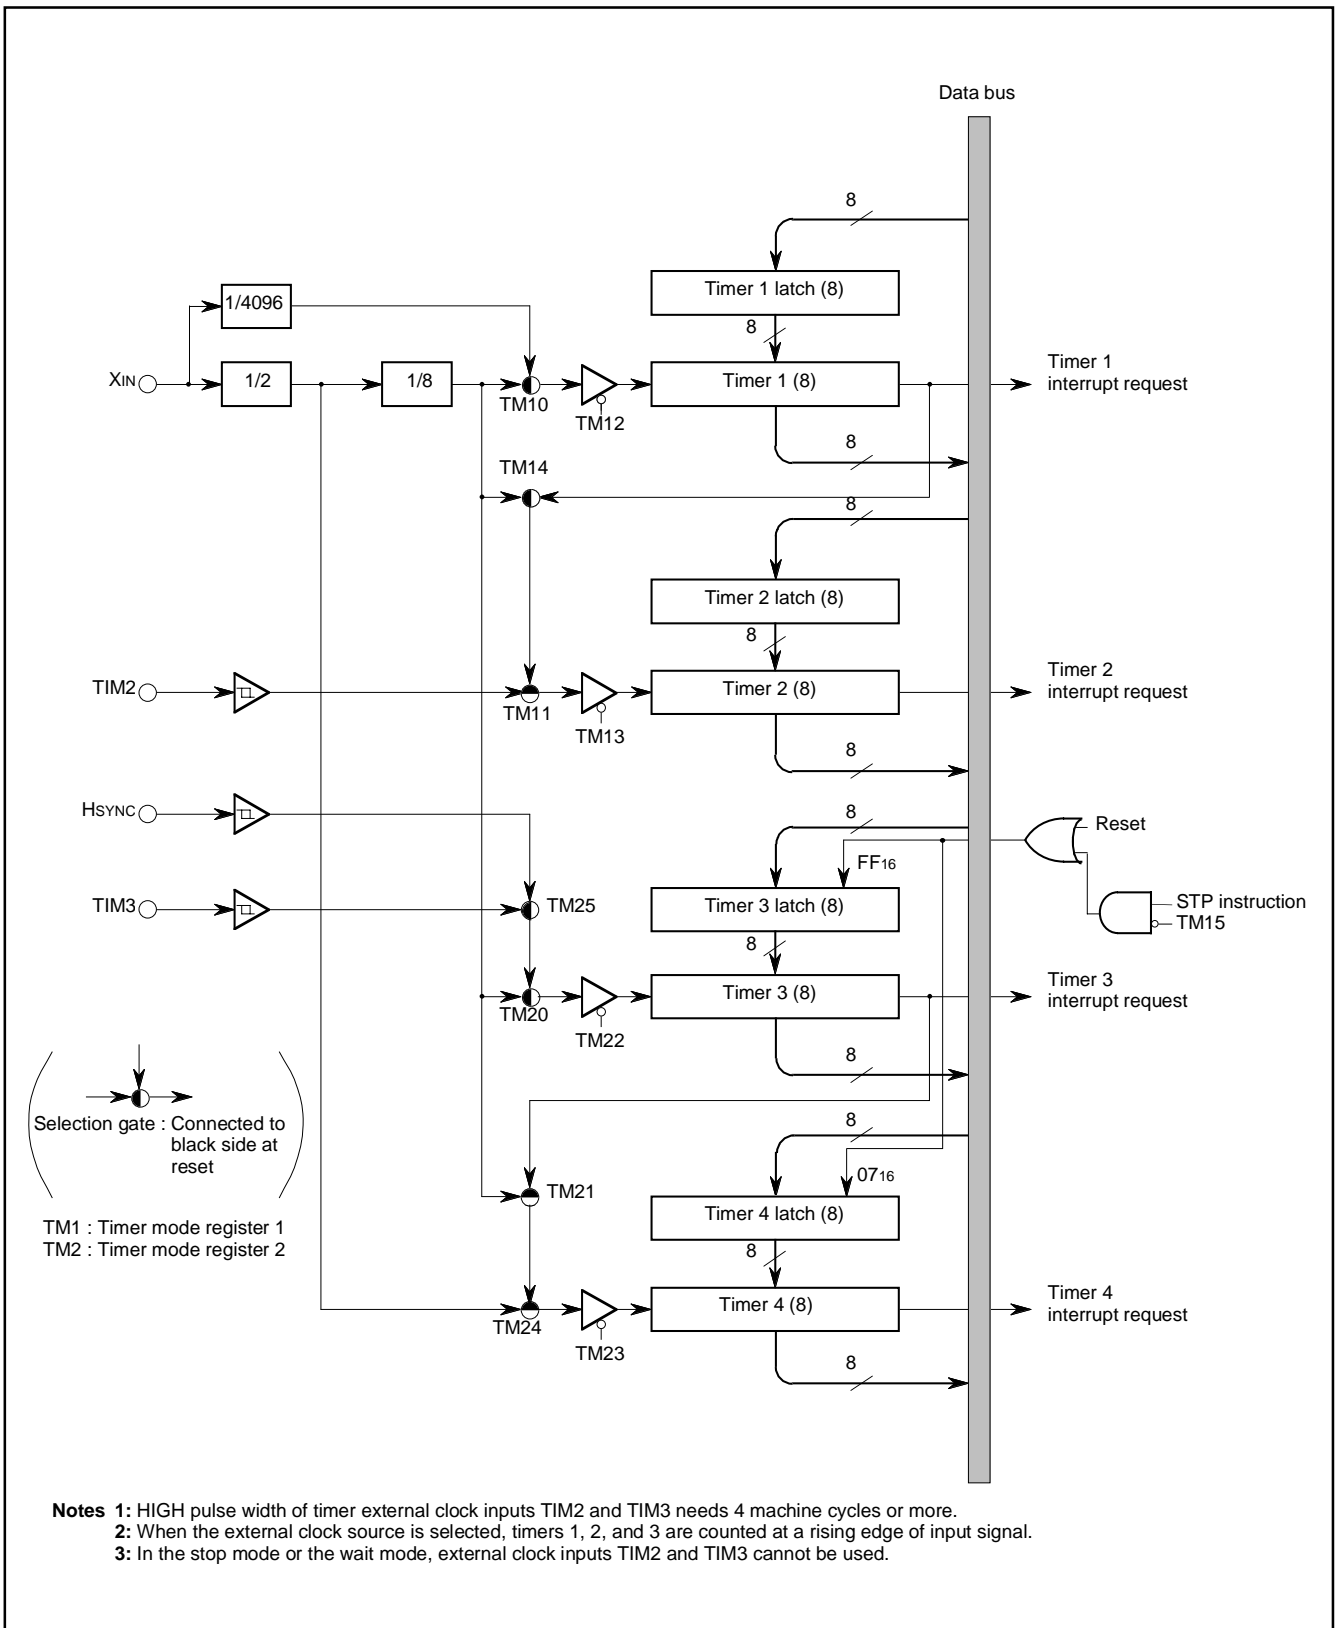 Data bus
8
Timer 1 latch (8)
1/4096
8
XIN
1/2
1/8
TM10
TM12
Timer 1 (8)
Timer 1
interrupt request
8
TM14
8
Timer 2 latch (8)
8
TIM2
TM11
TM13
Timer 2 (8)
Timer 2
interrupt request
8
HSYNC
8
Reset
FF16
TIM3
TM25
Timer 3 latch (8)
STP instruction
TM15
8
TM20
TM22
Timer 3 (8)
Timer 3
interrupt request
8
Selection gate : Connected to
black side at
reset
8
0716
TM21
Timer 4 latch (8)
TM1 : Timer mode register 1
TM2 : Timer mode register 2
8
TM24
TM23
Timer 4 (8)
Timer 4
interrupt request
8
Notes 1: HIGH pulse width of timer external clock inputs TIM2 and TIM3 needs 4 machine cycles or more.
2: When the external clock source is selected, timers 1, 2, and 3 are counted at a rising edge of input signal.
3: In the stop mode or the wait mode, external clock inputs TIM2 and TIM3 cannot be used.